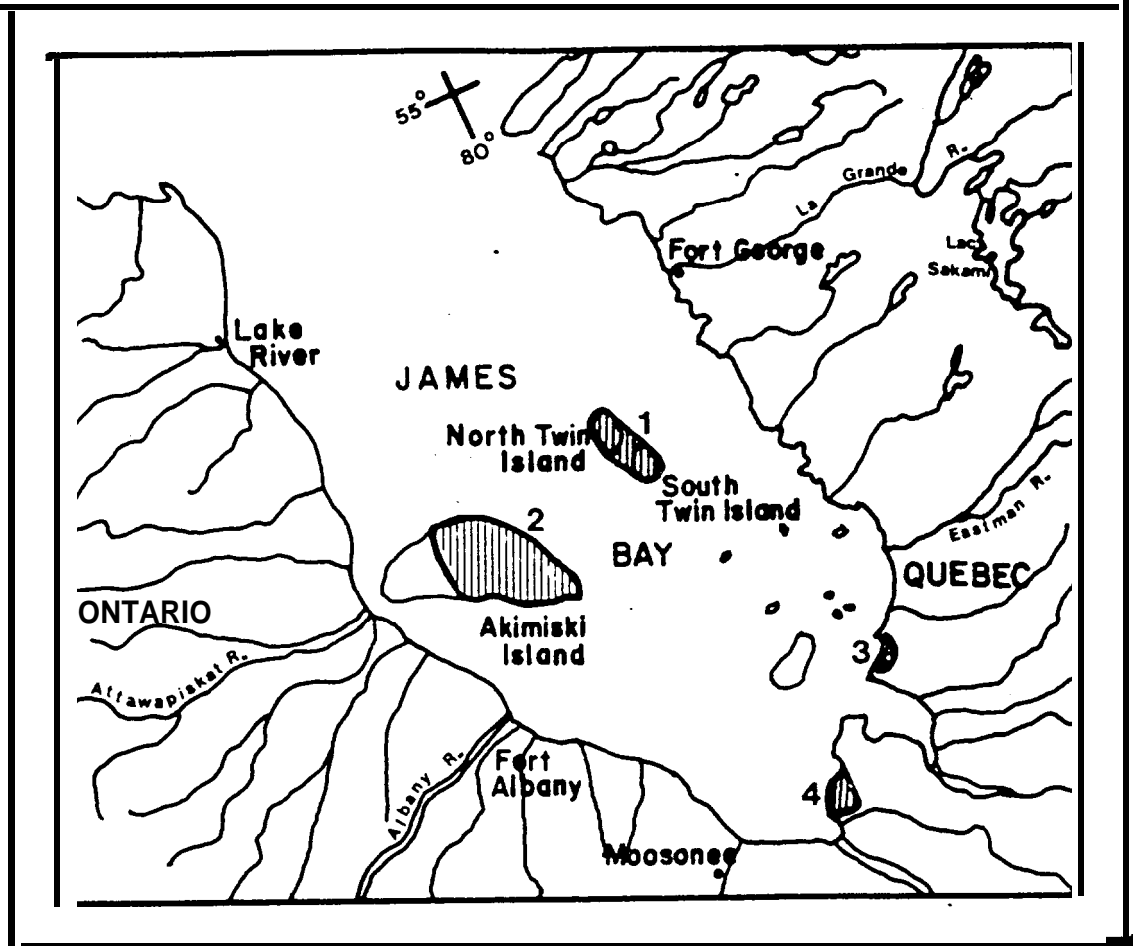 55°
80°
La Grande R.
Fort George
Lac
Sakami
Lake
River
JAMES
1
North Twin
Island
South
Twin Island
2
BAY
Eastman R.
QUEBEC
ONTARIO
Akimiski
Island
3
Attawapiskat R.
Albany R.
Fort
Albany
4
Moosonee